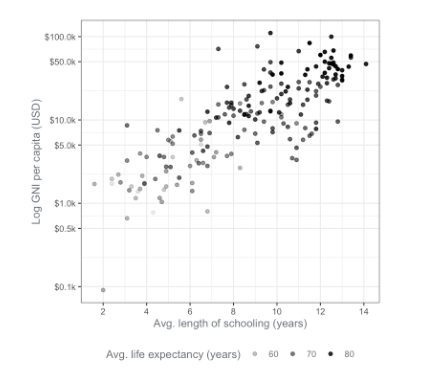 $100.0k
$50.0k
$10.0k
$5.0k
$1.0k
$0.5k
$0.1k
Log GNI per capita (USD)
2 4 6 8 10 12 14
Avg. length of schooling (years)
Avg. life expectancy (years) 60 70 80